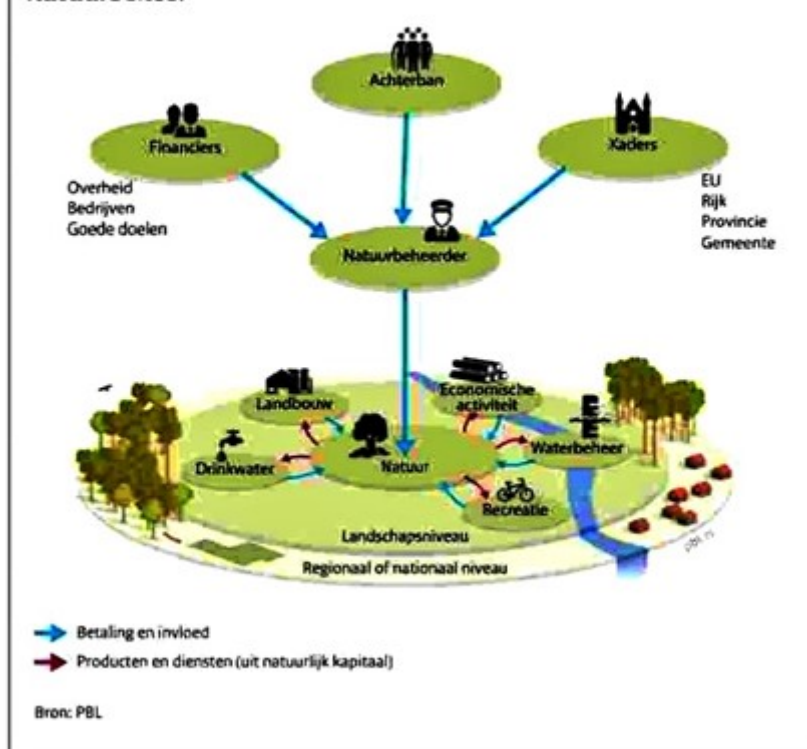 Achterban
Financiers
Kaders
Overheid
Bedrijven
Goede doelen
EU
Rijk
Provincie
Gemeente
Natuurbeheerder
Landbouw
Economische
activiteit
Drinkwater
Natuur
Waterbeheer
Recreatie
Landschapsniveau
Regionaal of nationaal niveau
Betaling en invloed
Producten en diensten (uit natuurlijk kapitaal)
Bron: PBL